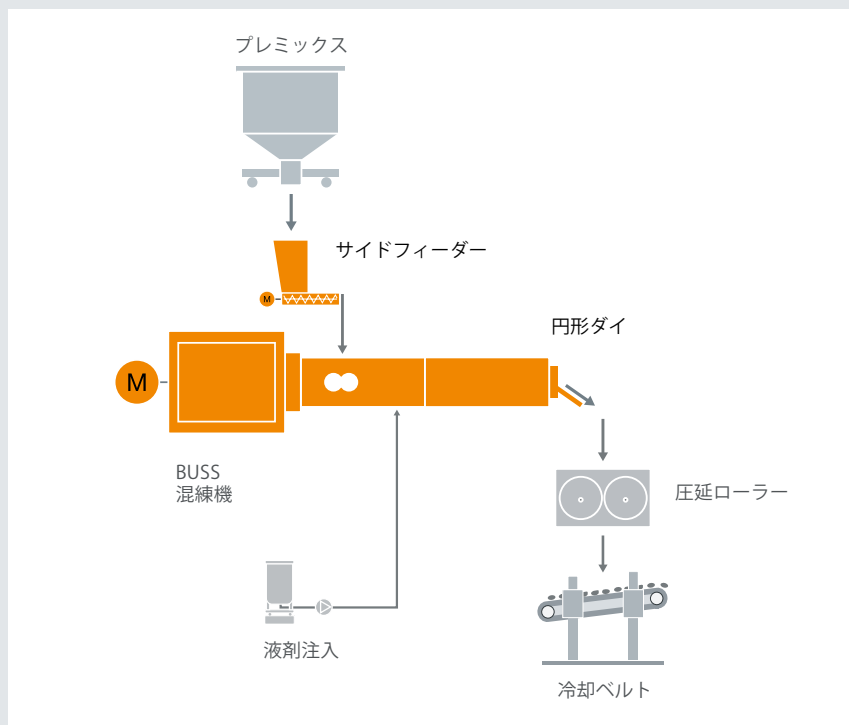 プレミックス
サイドフィーダー
M
円形ダイ
M
BUSS
混練機
圧延ローラー
液剤注入
冷却ベルト